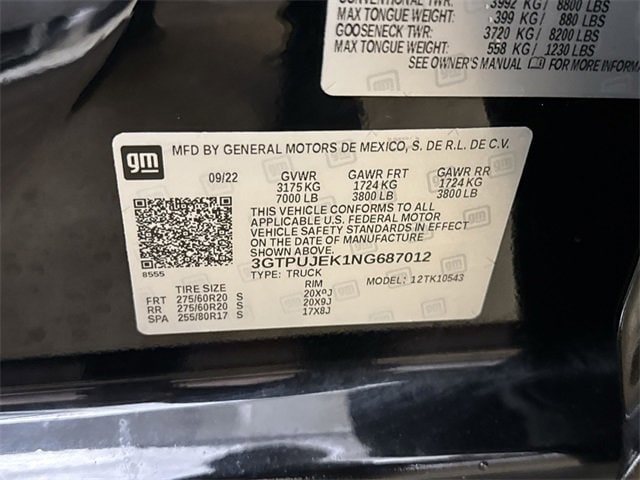 CONVENTIONAL TWR: 3992 KG/ 8800 LBS
MAX TONGUE WEIGHT: 399 KG/ 880 LBS
GOOSENECK TWR: 3720 KG/ 8200 LBS
MAX TONGUE WEIGHT: 558 KG/ 1230 LBS
SEE OWNER'S MANUAL FOR MORE
gm
MFD BY GENERAL MOTORS DE MEXICO, S. DE R.L. DE C.V.
09/22 GVWR GAWR FRT GAWR RR
3175 KG 1724 KG 1724 KG
7000 LB 3800 LB 3800 LB
THIS VEHICLE CONFORMS TO ALL
APPLICABLE U.S. FEDERAL MOTOR
VEHICLE SAFETY STANDARDS IN EFFECT
ON THE DATE OF MANUFACTURE
SHOWN ABOVE.
3GTPUJEK1NG687012
8555
TYPE: TRUCK MODEL: 12TK10543
TIRE SIZE RIM
FRT 275/60R20 S 20X9J
RR 275/60R20 S 20X9J
SPA 255/80R17 S 17X8J